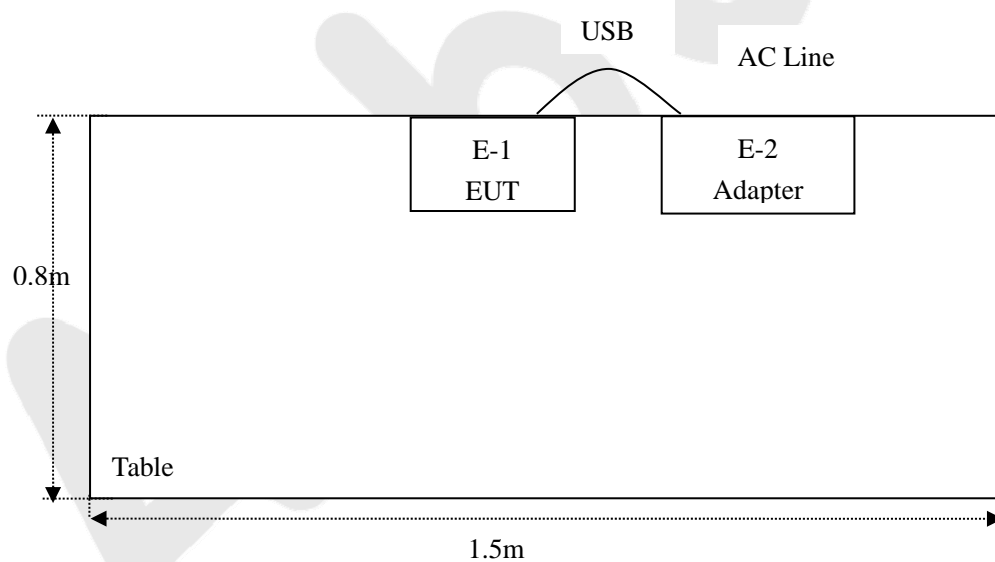 USB
AC Line
E-1
EUT
E-2
Adapter
0.8m
Table
1.5m